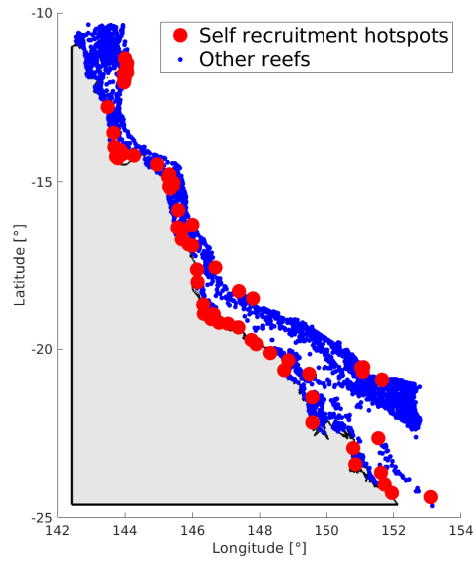 Self recruitment hotspots
Other reefs
-10
-15
-20
-25
Latitude [°]
142
144
146
148
150
152
154
Longitude [°]